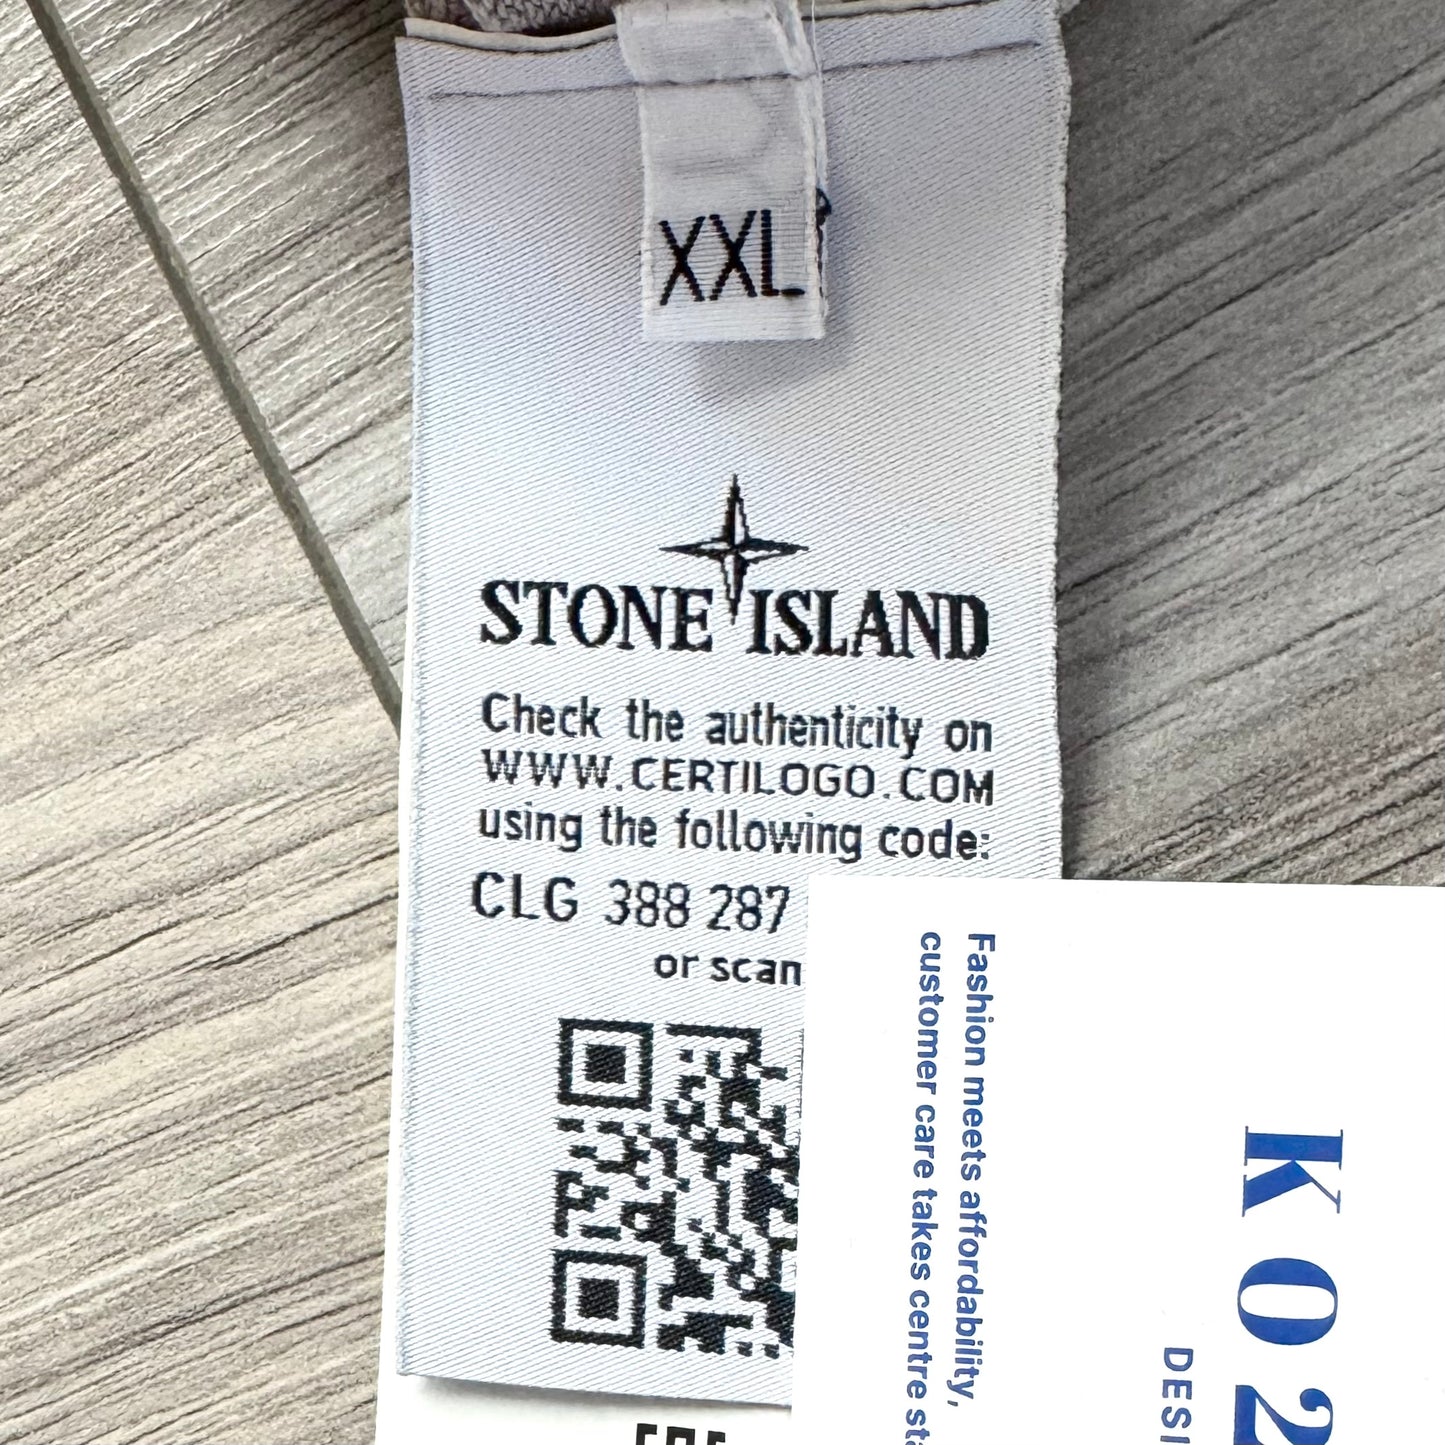 XXL
STONE ISLAND
Check the authenticity on
WWW.CERTILOGO.COM
using the following code:
CLG 388 287
or scan
Fashion meets affordability,
customer care takes centre
K02
DESI